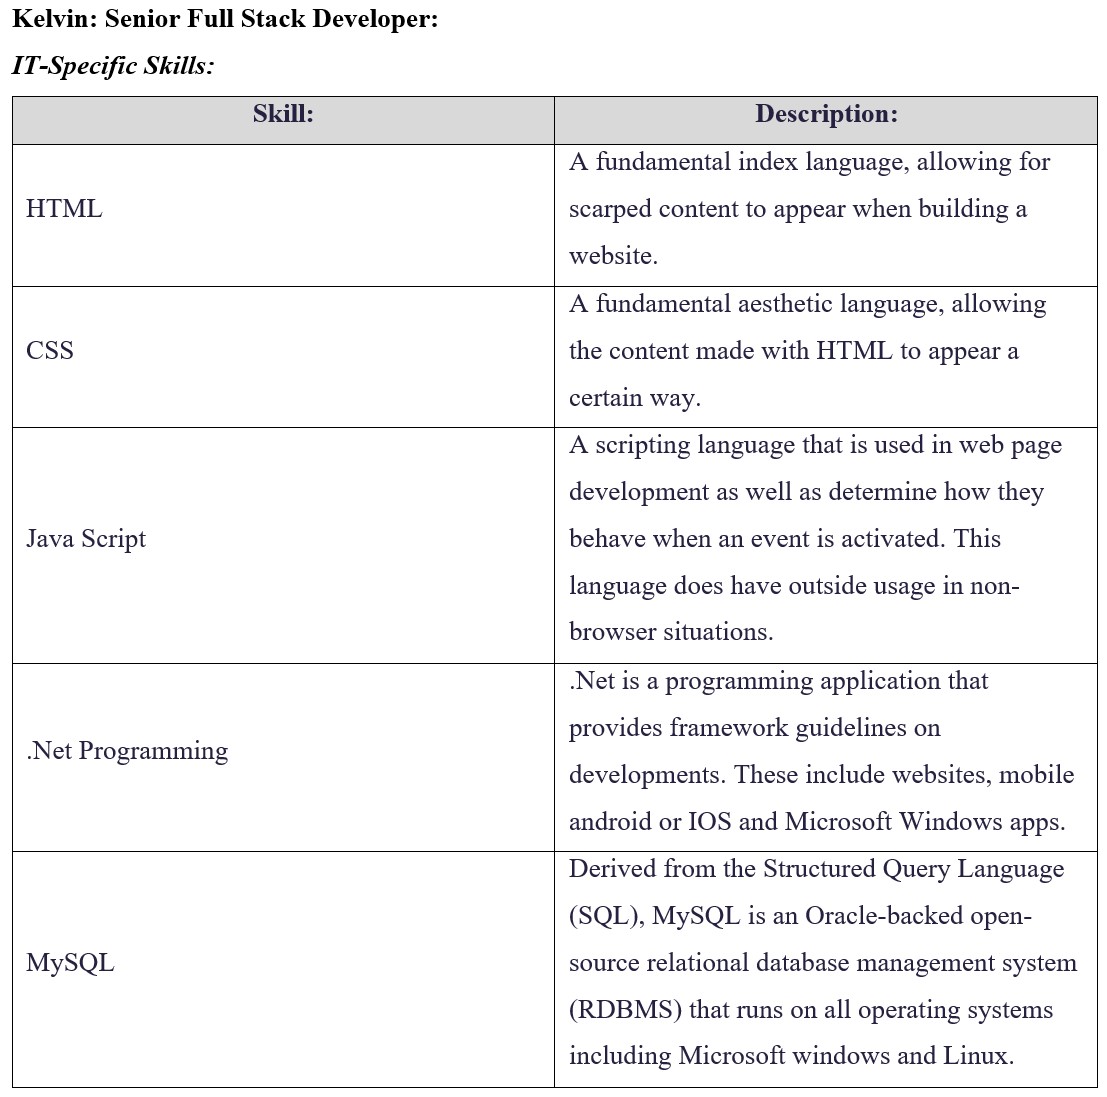 Kelvin: Senior Full Stack Developer:
IT-Specific Skills:
Skill:
Description:
HTML
A fundamental index language, allowing for
scarped content to appear when building a
website.
CSS
A fundamental aesthetic language, allowing
the content made with HTML to appear a
certain way.
Java Script
A scripting language that is used in web page
development as well as determine how they
behave when an event is activated. This
language does have outside usage in non-
browser situations.
.Net Programming
.Net is a programming application that
provides framework guidelines on
developments. These include websites, mobile
android or IOS and Microsoft Windows apps.
MySQL
Derived from the Structured Query Language
(SQL), MySQL is an Oracle-backed open-
source relational database management system
(RDBMS) that runs on all operating systems
including Microsoft windows and Linux.